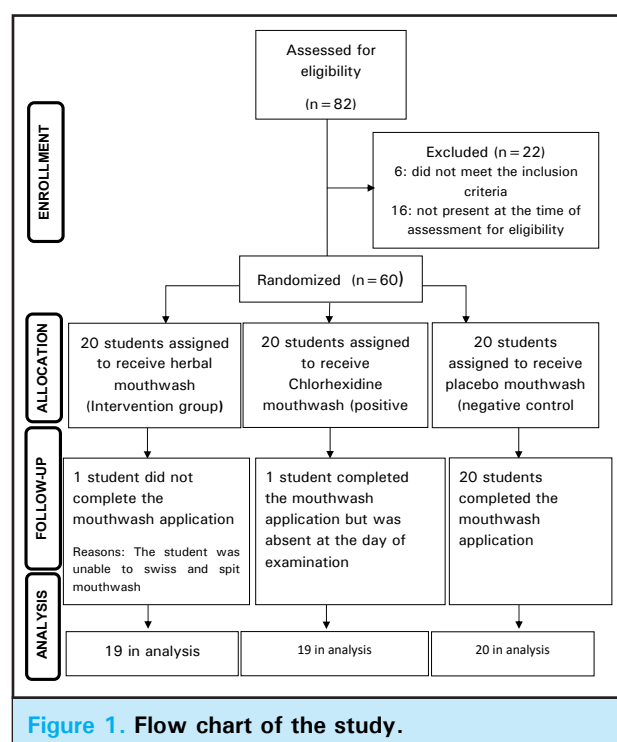 Assessed for
eligibility
(n=82)
ENROLLMENT
Excluded (n=22)
6: did not meet the inclusion
criteria
16: not present at the time of
assessment for eligibility
Randomized (n=60)
ALLOCATION
20 students assigned
to receive herbal
mouthwash
(Intervention group)
20 students assigned
to receive
Chlorhexidine
mouthwash (positive
20 students
assigned to receive
placebo mouthwash
(negative control
FOLLOW-UP
1 student did not
complete the
mouthwash application
Reasons: The student was
unable to swiss and spit
mouthwash
1 student completed
the mouthwash
application but was
absent at the day of
examination
20 students
completed the
mouthwash
application
ANALYSIS
19 in analysis
19 in analysis
20 in analysis
Figure 1. Flow chart of the study.